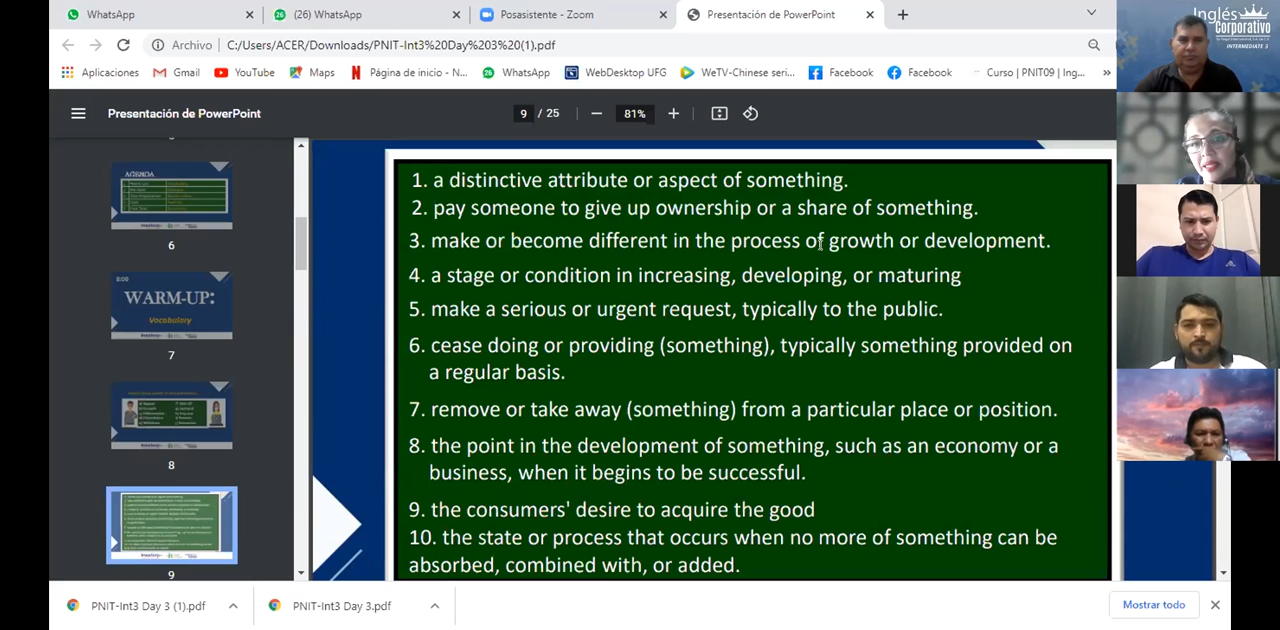 WhatsApp
(26) WhatsApp
Posasistente - Zoom
Presentación de PowerPoint
Archivo C:/Users/ACER/Downloads/PNIT-Int3%20Day%203%20(1).pdf
Aplicaciones Gmail YouTube Maps Página de inicio - N... WhatsApp WebDesktop UFG WeTV-Chinese seri... Facebook Facebook Curso | PNIT09 | Ing...
Inglés
Corporativo
INTERMEDIATE 3
Presentación de PowerPoint 9 / 25 81%
AGENDA
6
WARM-UP:
Vocabulary
7
8
9
1. a distinctive attribute or aspect of something.
2. pay someone to give up ownership or a share of something.
3. make or become different in the process of growth or development.
4. a stage or condition in increasing, developing, or maturing
5. make a serious or urgent request, typically to the public.
6. cease doing or providing (something), typically something provided on
a regular basis.
7. remove or take away (something) from a particular place or position.
8. the point in the development of something, such as an economy or a
business, when it begins to be successful.
9. the consumers' desire to acquire the good
10. the state or process that occurs when no more of something can be
absorbed, combined with, or added.
PNIT-Int3 Day 3 (1).pdf
PNIT-Int3 Day 3.pdf
Mostrar todo